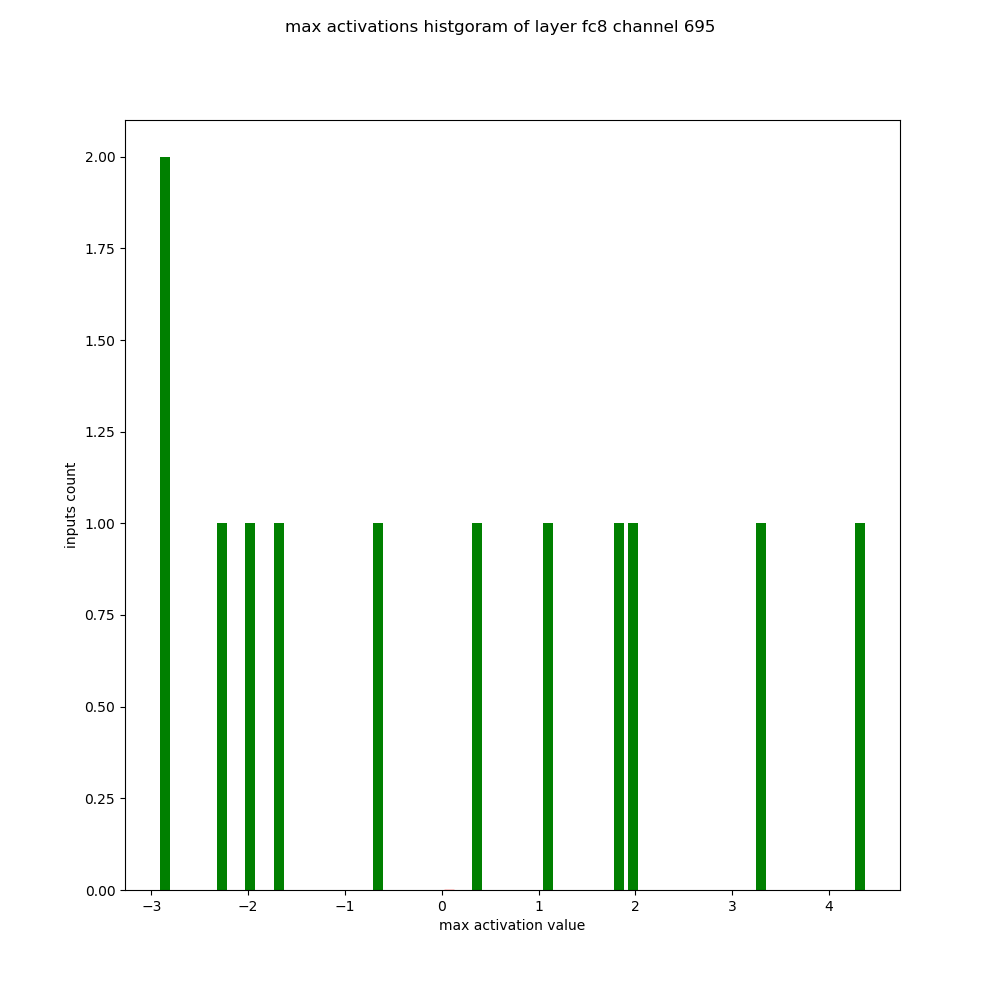 max activations histgoram of layer fc8 channel 695
2.00
1.75
1.50
1.25
1.00
0.75
0.50
0.25
0.00
inputs count
−3 −2 −1 0 1 2 3 4
max activation value